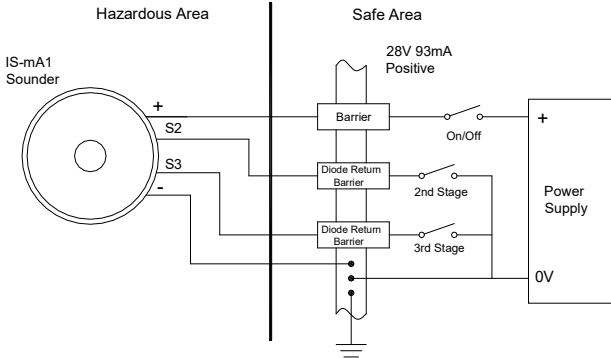 Hazardous Area
Safe Area
28V 93mA
Positive
IS-mA1
Sounder
+
Barrier
On/Off
+
S2
Diode Return
Barrier
2nd Stage
S3
Power
Supply
-
Diode Return
Barrier
3rd Stage
0V